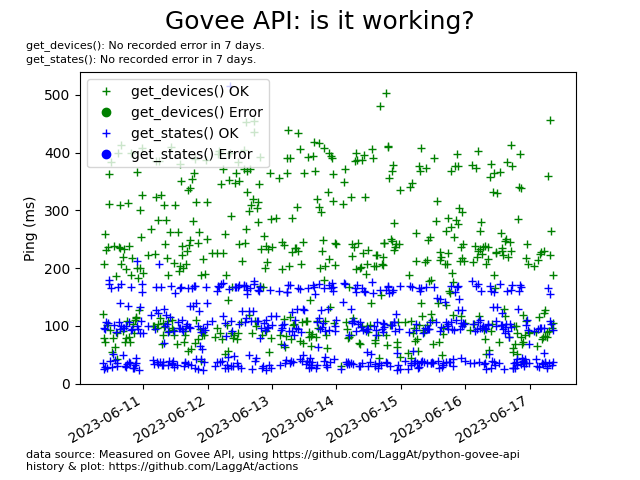 Govee API: is it working?
get_devices(): No recorded error in 7 days.
get_states(): No recorded error in 7 days.
get_devices() OK
get_devices() Error
get_states() OK
get_states() Error
Ping (ms)
500
400
300
200
100
0
2023-06-11
2023-06-12
2023-06-13
2023-06-14
2023-06-15
2023-06-16
2023-06-17
data source: Measured on Govee API, using https://github.com/LaggAt/python-govee-api
history & plot: https://github.com/LaggAt/actions